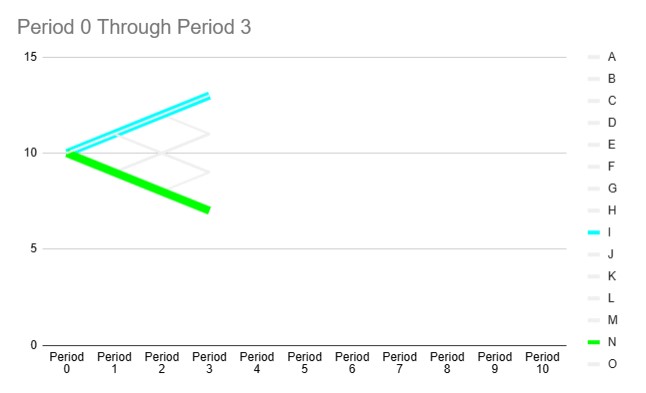 Period 0 Through Period 3
15
10
5
0
Period Period Period Period Period Period Period Period Period Period Period
0 1 2 3 4 5 6 7 8 9 10
A
B
C
D
E
F
G
H
I
J
K
L
M
N
O